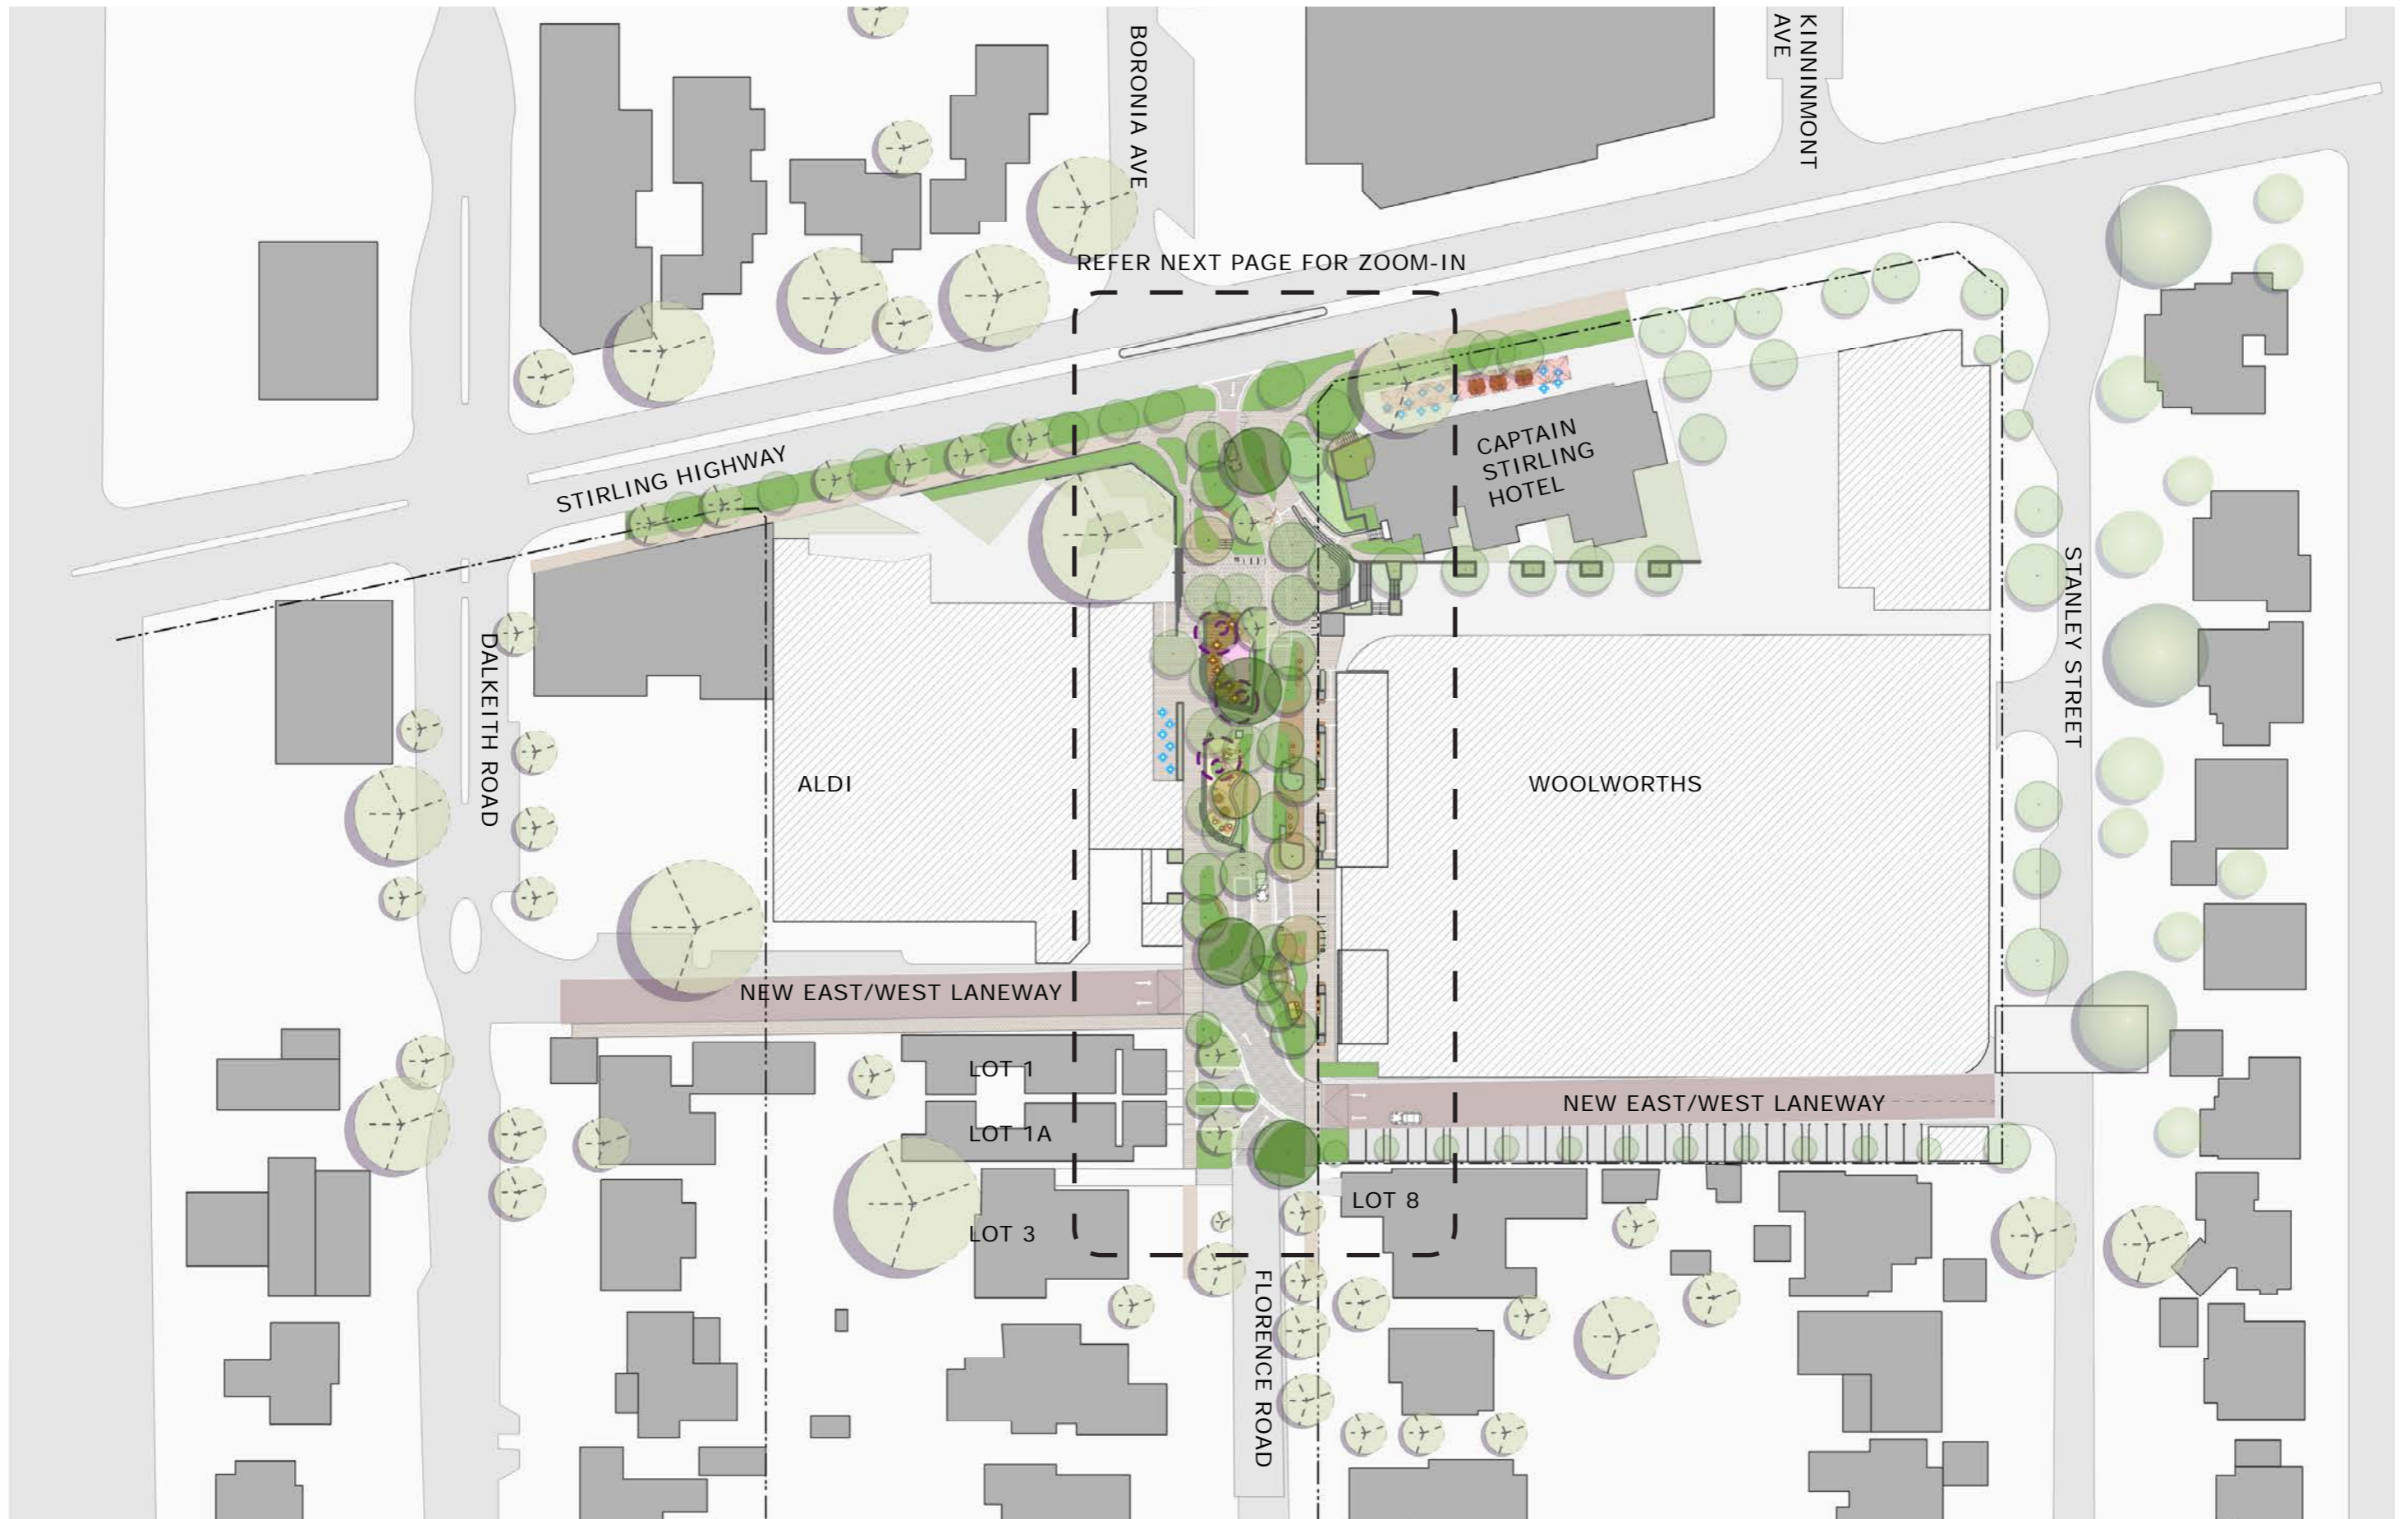 BORONIA AVE
KINNINMONT
AVE
REFER NEXT PAGE FOR ZOOM-IN
STIRLING HIGHWAY
CAPTAIN
STIRLING
HOTEL
DALKEITH ROAD
STANLEY STREET
ALDI
WOOLWORTHS
NEW EAST/WEST LANEWAY
LOT 1
NEW EAST/WEST LANEWAY
LOT 1A
LOT 8
LOT 3
FLORENCE ROAD